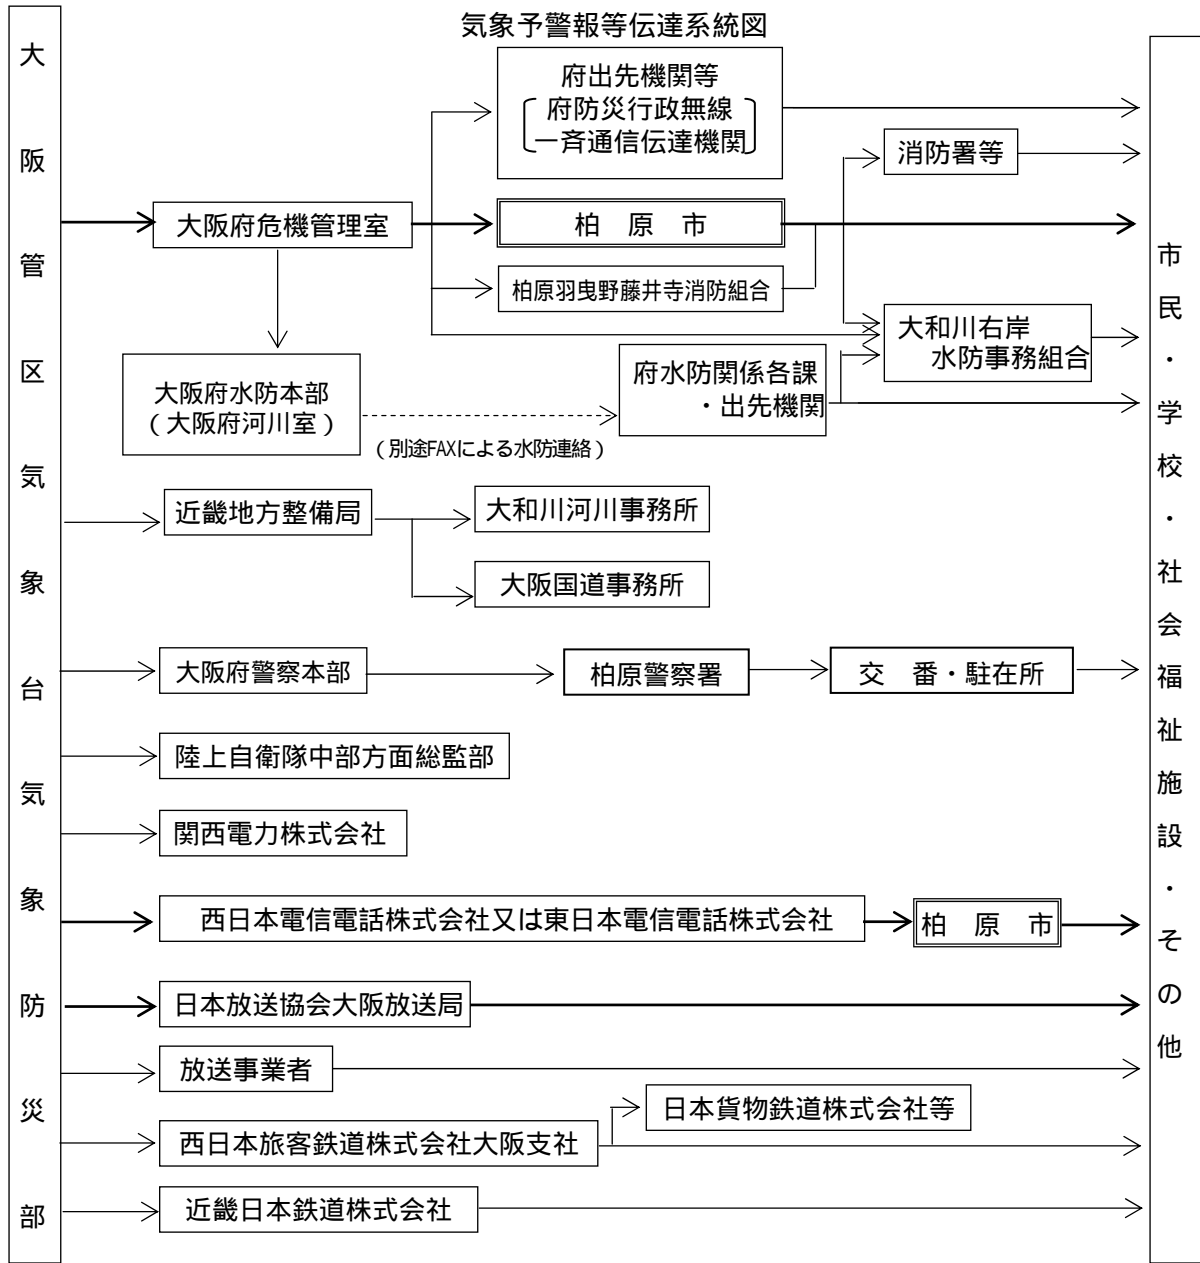 気象予警報等伝達系統図
大阪管区気象台気象防災部
府出先機関等
府防災行政無線
一斉通信伝達機関
消防署等
大阪府危機管理室
柏　原　市
柏原羽曳野藤井寺消防組合
大和川右岸
水防事務組合
大阪府水防本部
（大阪府河川室）
府水防関係各課
・出先機関
（別途FAXによる水防連絡）
近畿地方整備局
大和川河川事務所
大阪国道事務所
大阪府警察本部
柏原警察署
交　番・駐在所
陸上自衛隊中部方面総監部
関西電力株式会社
西日本電信電話株式会社又は東日本電信電話株式会社
柏　原　市
日本放送協会大阪放送局
放送事業者
日本貨物鉄道株式会社等
西日本旅客鉄道株式会社大阪支社
近畿日本鉄道株式会社
市民・学校・社会福祉施設・その他